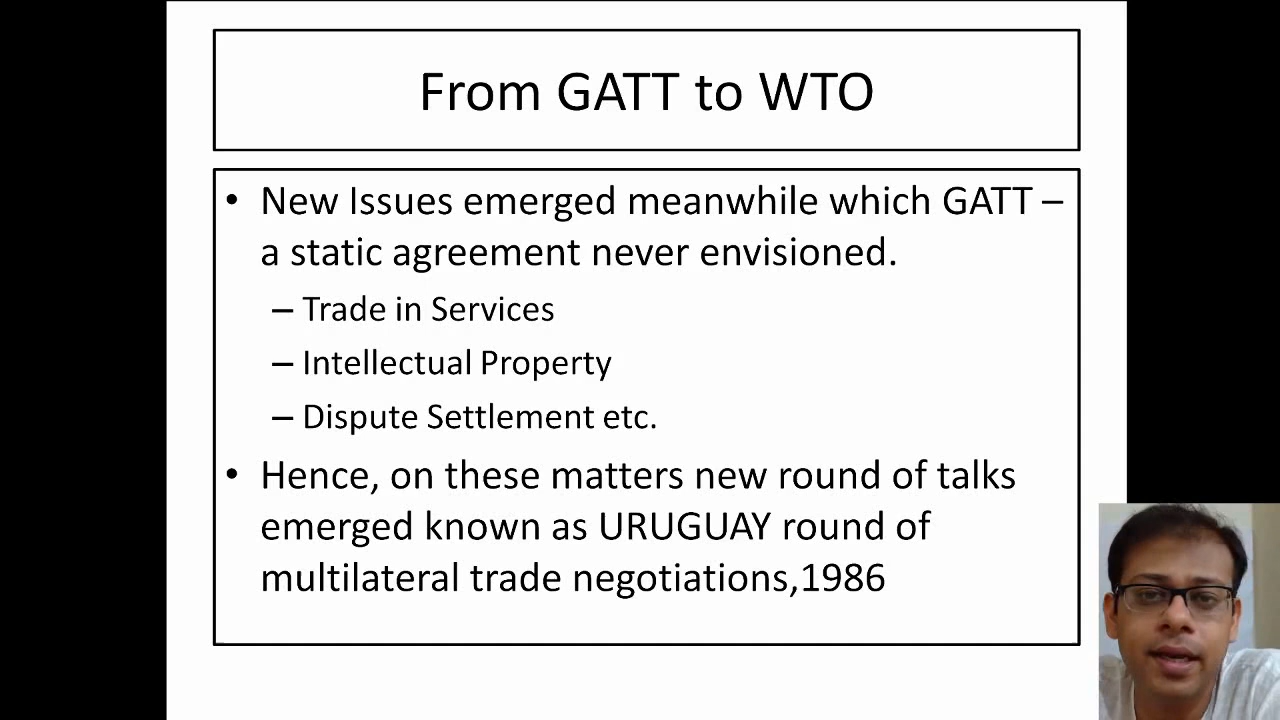 From GATT to WTO
• New Issues emerged meanwhile which GATT –
a static agreement never envisioned.
– Trade in Services
– Intellectual Property
– Dispute Settlement etc.
• Hence, on these matters new round of talks
emerged known as URUGUAY round of
multilateral trade negotiations,1986